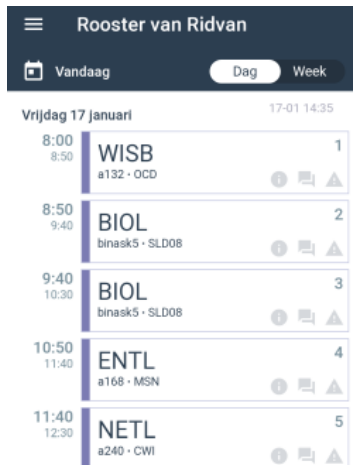 Rooster van Ridvan
Vandaag Dag Week
Vrijdag 17 januari 17-01 14:35
8:00 WISB 1
8:50 a132 · OCD
8:50 BIOL 2
9:40 binask5 · SLD08
9:40 BIOL 3
10:30 binask5 · SLD08
10:50 ENTL 4
11:40 a168 · MSN
11:40 NETL 5
12:30 a240 · CWI